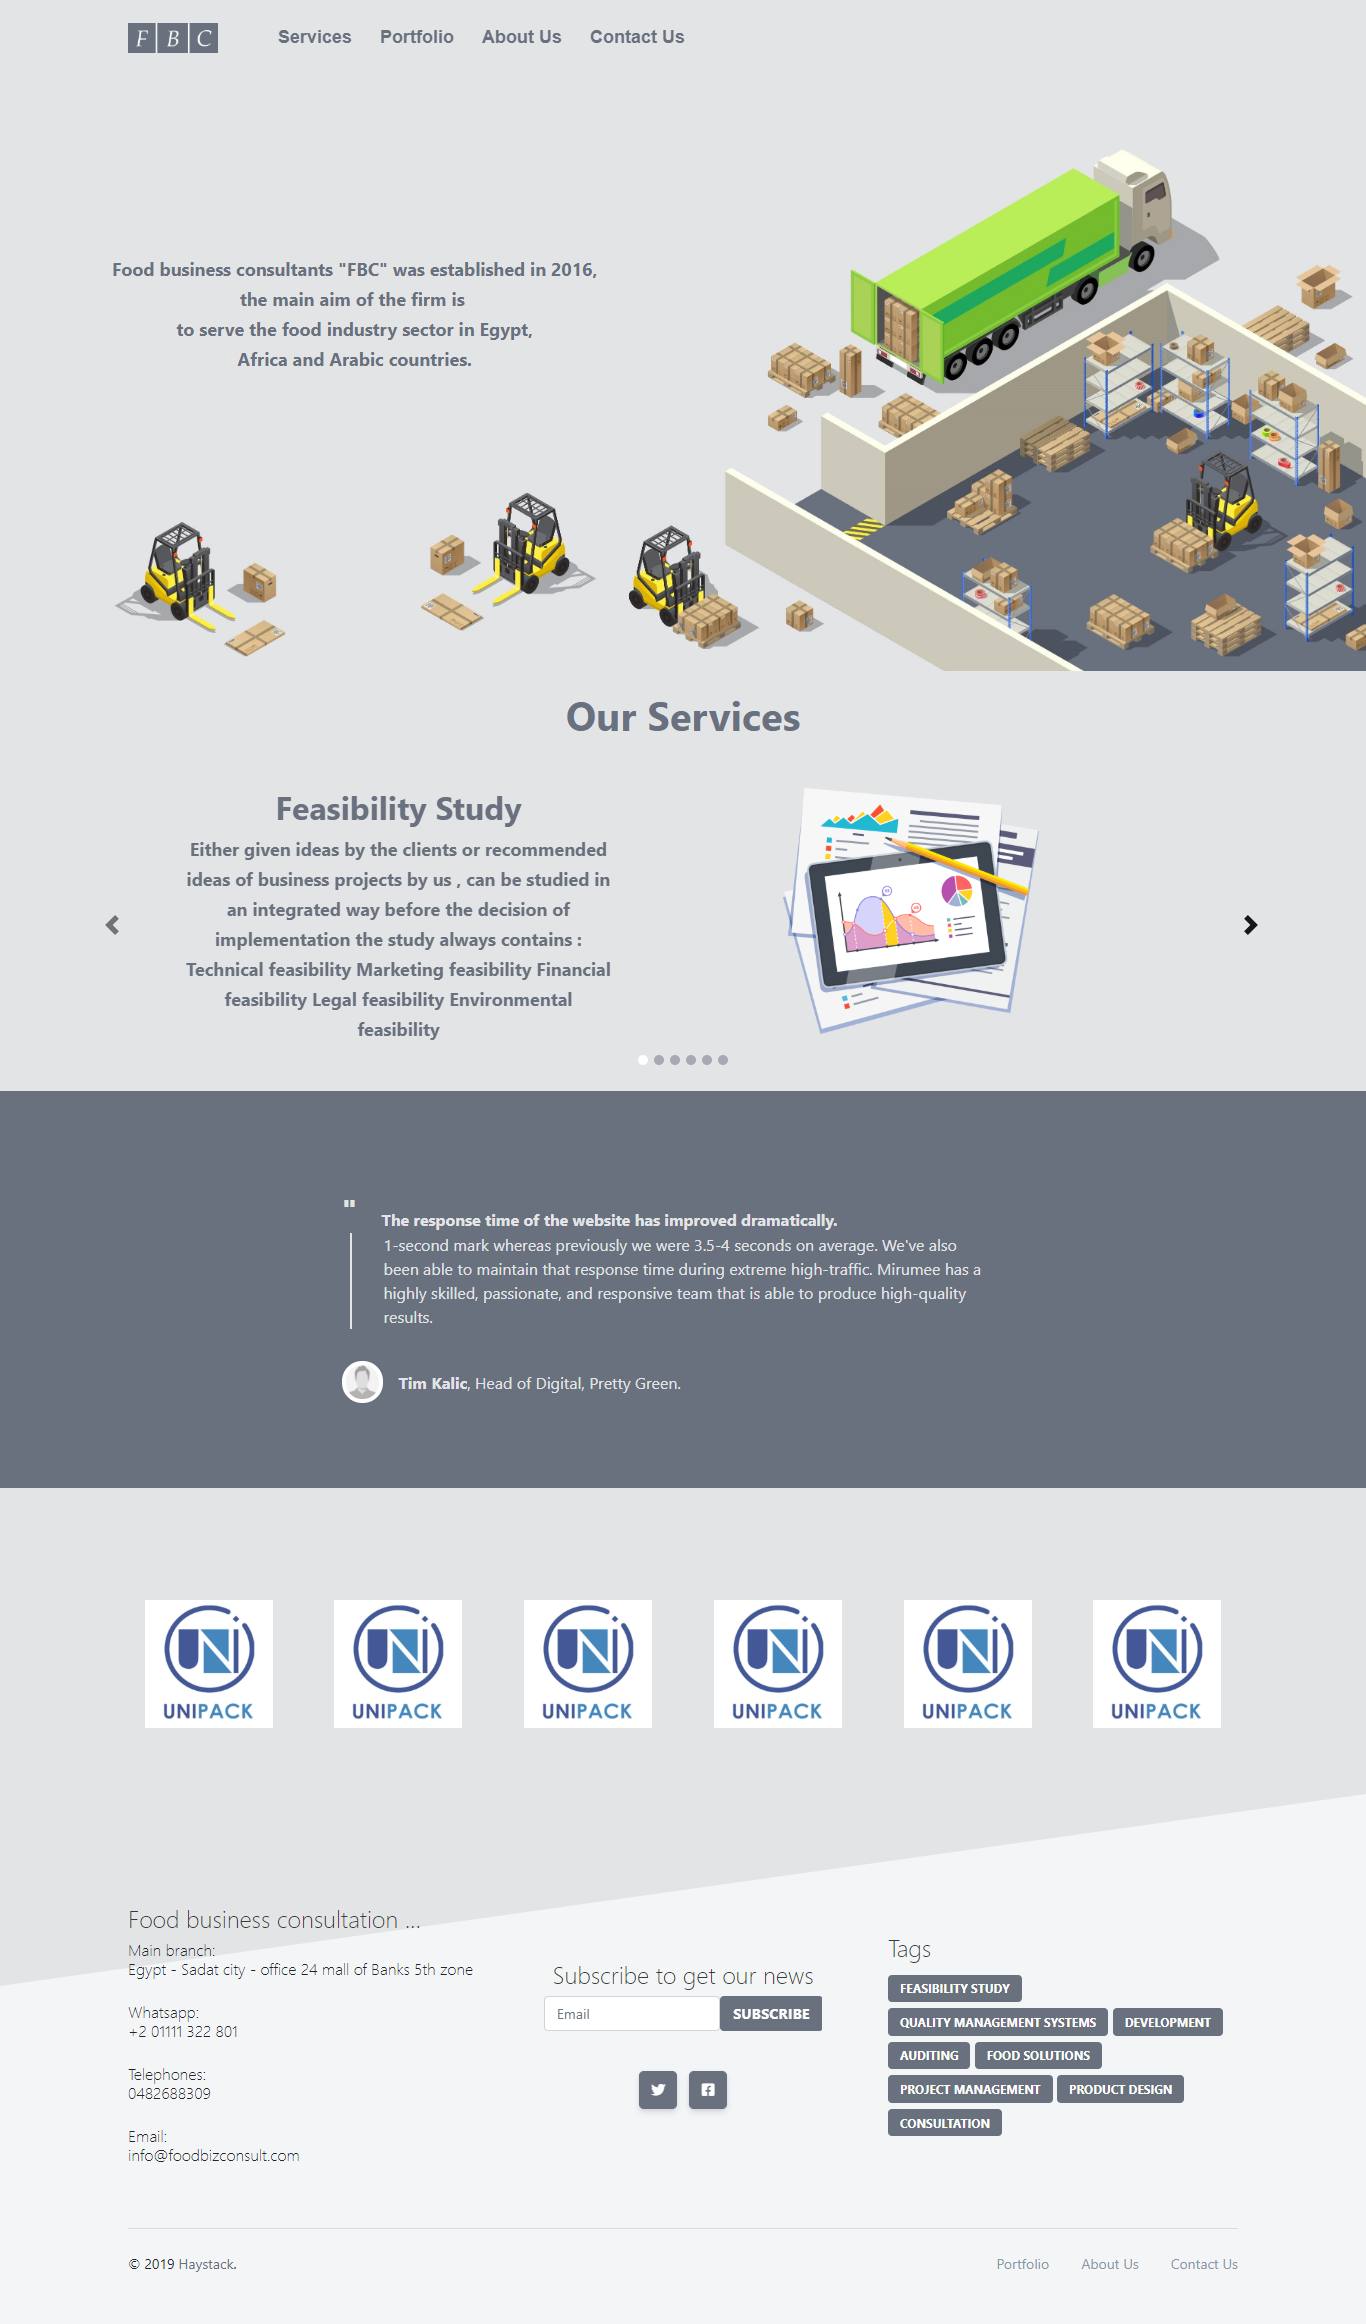 F B C
Services Portfolio About Us Contact Us
Food business consultants "FBC" was established in 2016,
the main aim of the firm is
to serve the food industry sector in Egypt,
Africa and Arabic countries.
Our Services
Feasibility Study
Either given ideas by the clients or recommended
ideas of business projects by us , can be studied in
an integrated way before the decision of
implementation the study always contains :
Technical feasibility Marketing feasibility Financial
feasibility Legal feasibility Environmental
feasibility
"
The response time of the website has improved dramatically.
1-second mark whereas previously we were 3.5-4 seconds on average. We've also
been able to maintain that response time during extreme high-traffic. Mirumee has a
highly skilled, passionate, and responsive team that is able to produce high-quality
results.
Tim Kalic, Head of Digital, Pretty Green.
UNI UNI UNI UNI UNI UNI
UNIPACK UNIPACK UNIPACK UNIPACK UNIPACK UNIPACK
Food business consultation ...
Main branch:
Egypt - Sadat city - office 24 mall of Banks 5th zone
Whatsapp:
+2 01111 322 801
Telephones:
0482688309
Email:
info@foodbizconsult.com
Subscribe to get our news
Email SUBSCRIBE
Tags
FEASIBILITY STUDY
QUALITY MANAGEMENT SYSTEMS DEVELOPMENT
AUDITING FOOD SOLUTIONS
PROJECT MANAGEMENT PRODUCT DESIGN
CONSULTATION
© 2019 Haystack.
Portfolio About Us Contact Us